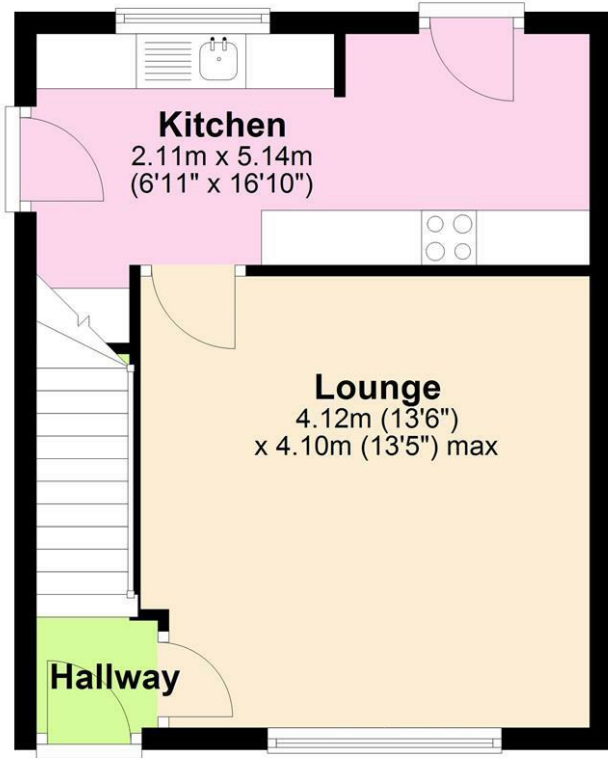 Kitchen
2.11m x 5.14m
(6'11" x 16'10")
Lounge
4.12m (13'6")
x 4.10m (13'5") max
Hallway